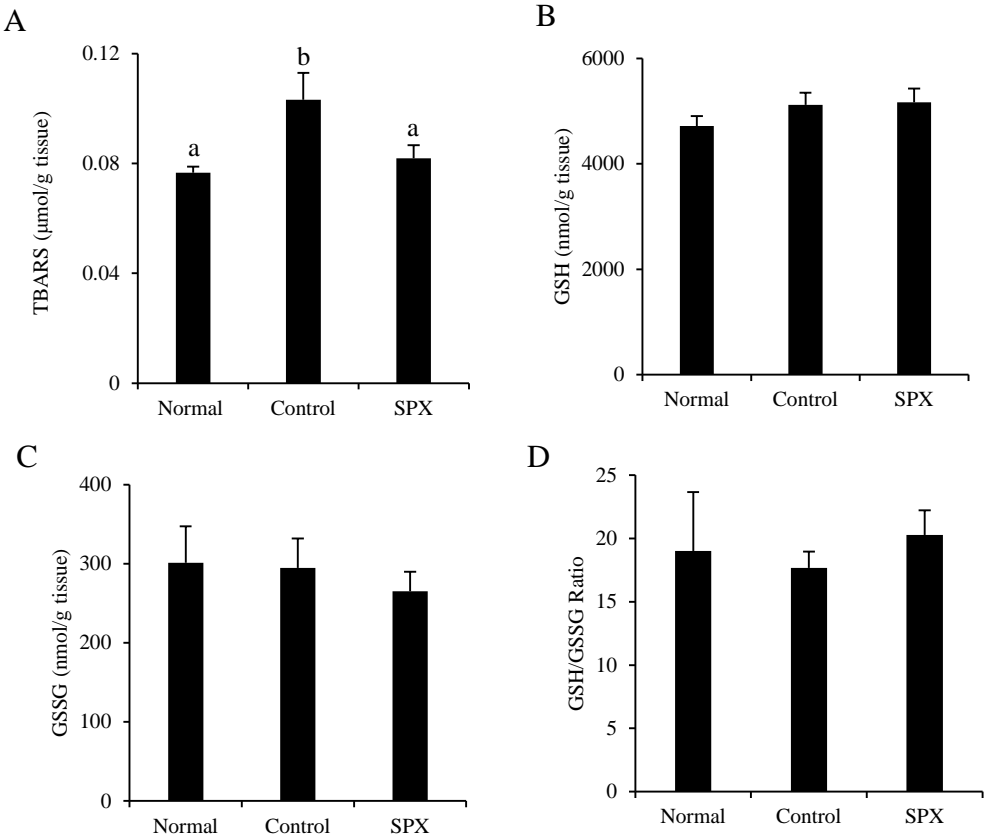 A
TBARS (μmol/g tissue)
0.12
0.08
0.04
0
a
b
a
Normal
Control
SPX
B
GSH (nmol/g tissue)
6000
4000
2000
0
Normal
Control
SPX
C
GSSG (nmol/g tissue)
400
300
200
100
0
Normal
Control
SPX
D
GSH/GSSG Ratio
25
20
15
10
5
0
Normal
Control
SPX